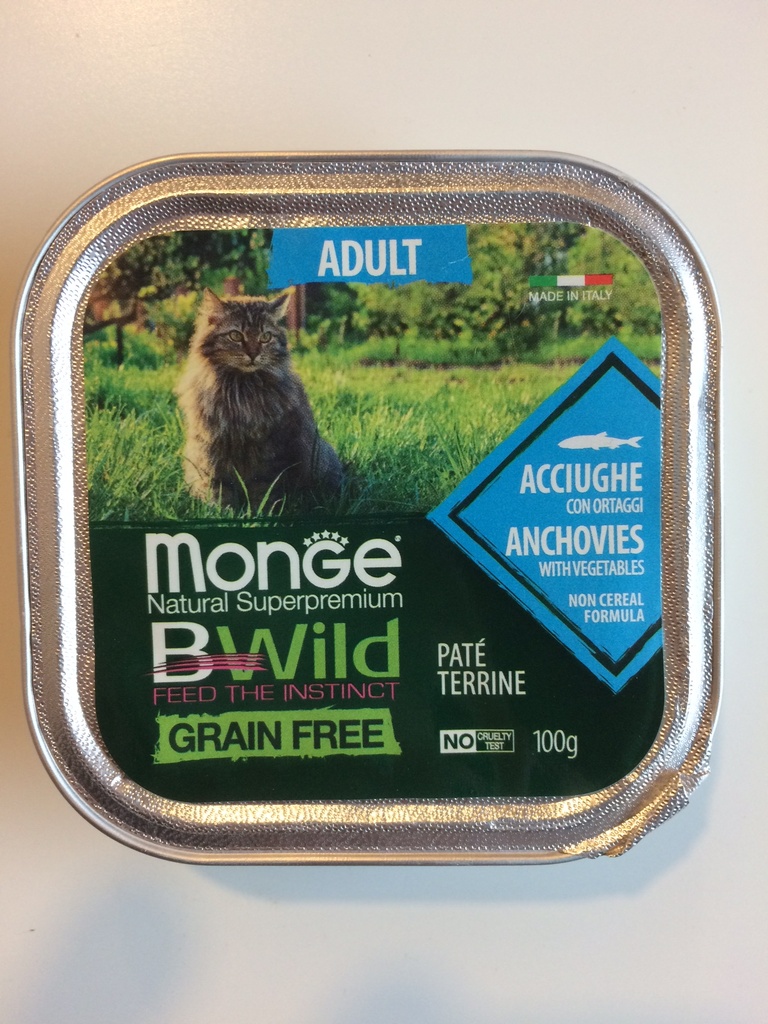 ADULT
MADE IN ITALY
ACCIUGHE
CON ORTAGGI
ANCHOVIES
WITH VEGETABLES
NON CEREAL
FORMULA
MonGe®
Natural Superpremium
BWild
FEED THE INSTINCT
GRAIN FREE
PATÉ
TERRINE
NO CRUELTY
TEST
100g